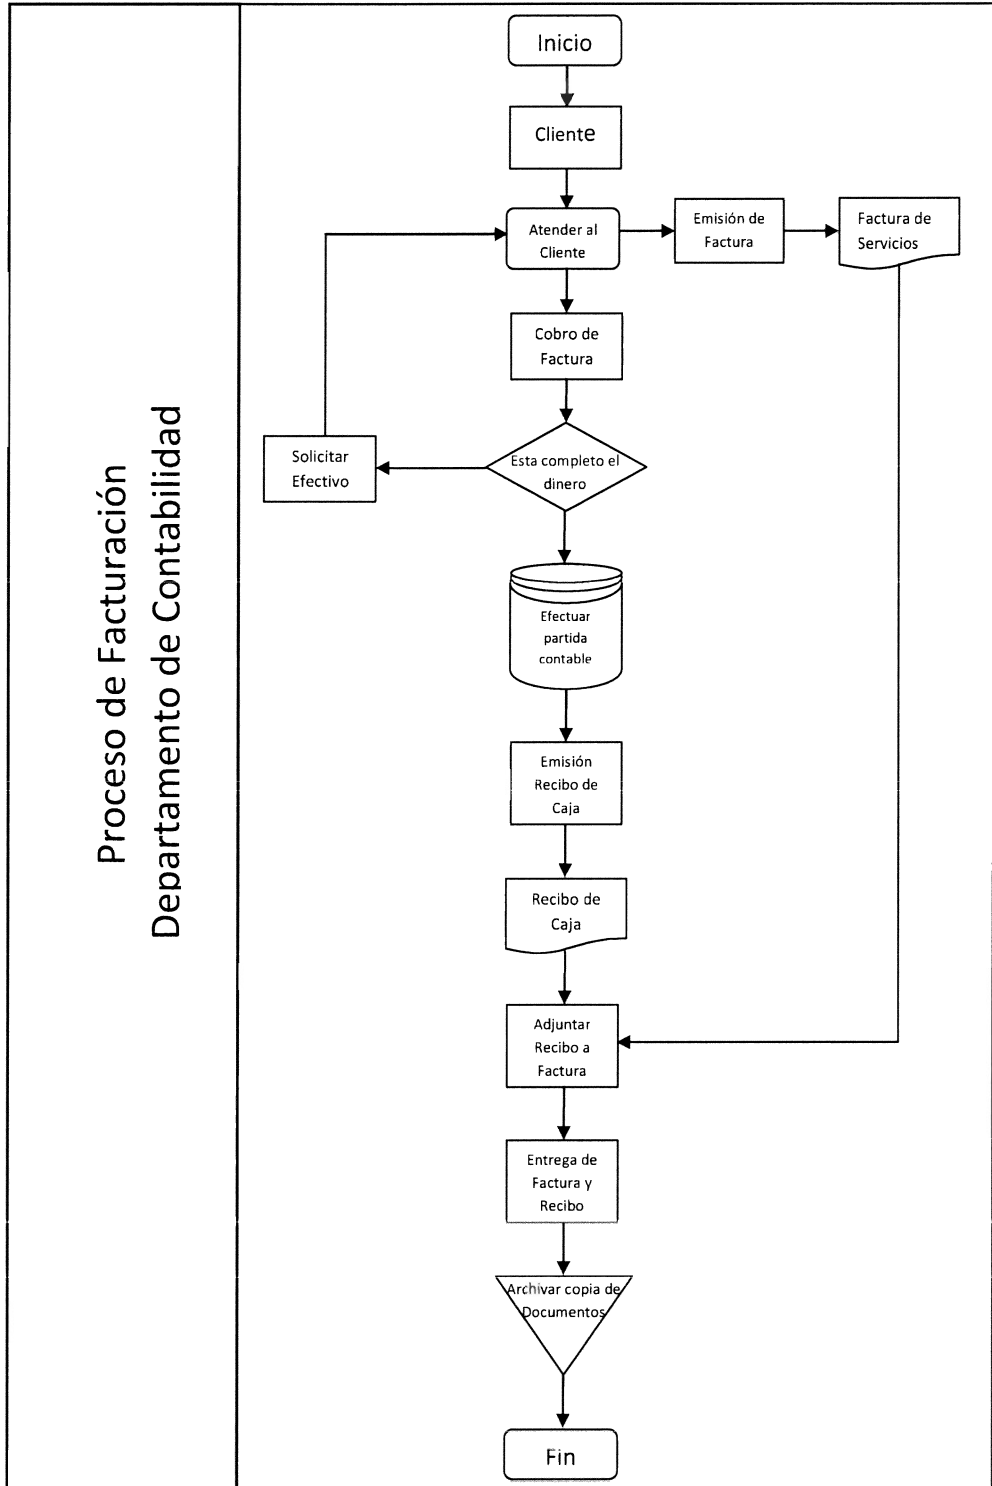 Proceso de Facturación
Departamento de Contabilidad
Inicio
Cliente
Atender al
Cliente
Emisión de
Factura
Factura de
Servicios
Cobro de
Factura
Solicitar
Efectivo
Esta completo el
dinero
Efectuar
partida
contable
Emisión
Recibo de
Caja
Recibo de
Caja
Adjuntar
Recibo a
Factura
Entrega de
Factura y
Recibo
Archivar copia de
Documentos
Fin